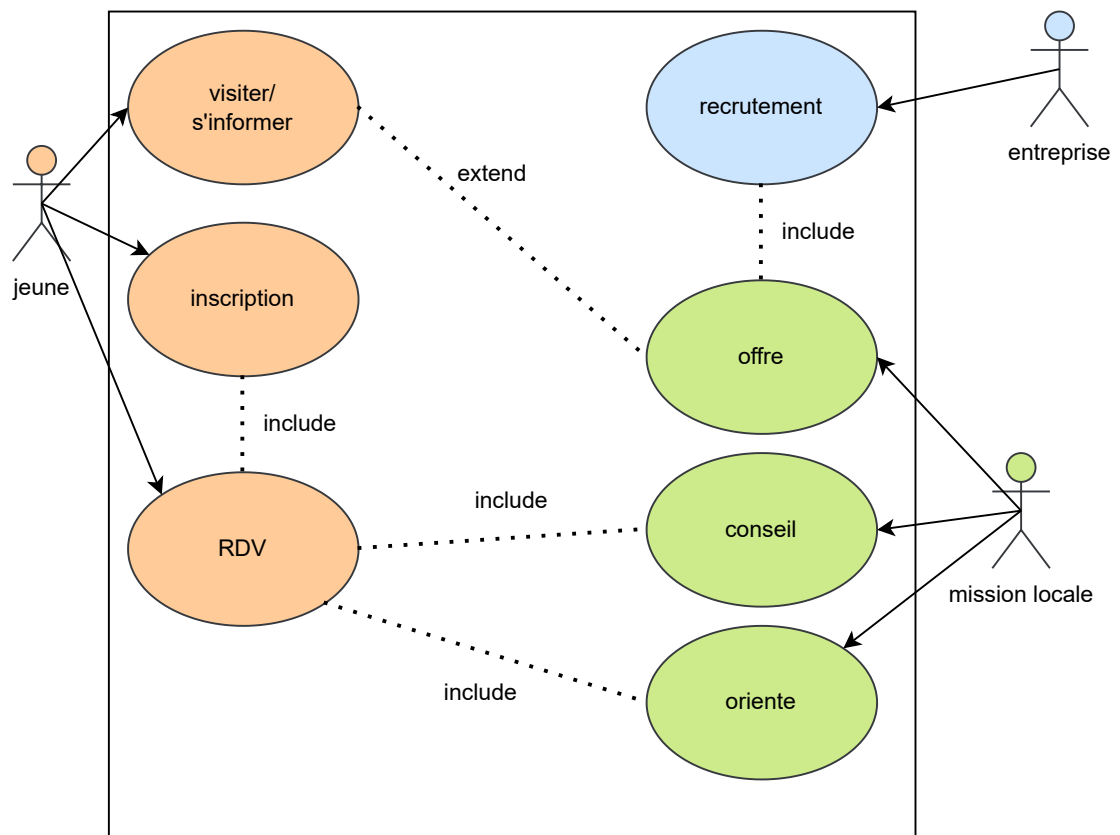 visiter/
s'informer
recrutement
entreprise
extend
include
jeune
inscription
offre
include
include
RDV
conseil
mission locale
include
oriente